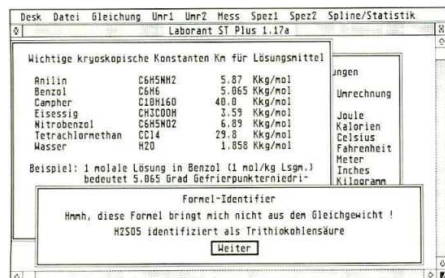 Desk Datei Gleichung Umr1 Umr2 Mess Spez1 Spez2 Spline/Statistik
Laborant ST Plus 1.17a
Wichtige kryoskopische Konstanten Km für Lösungsmittel
Anilin C6H5NH2 5.87 Kkg/mol
Benzol C6H6 5.065 Kkg/mol
Campher C10H16O 40.0 Kkg/mol
Eisessig CH3COOH 3.59 Kkg/mol
Nitrobenzol C6H5NO2 6.89 Kkg/mol
Tetrachlormethan CCl4 29.8 Kkg/mol
Wasser H2O 1.858 Kkg/mol
Beispiel: 1 molale Lösung in Benzol (1 mol/kg Lsgm.)
bedeutet 5.065 Grad Gefrierpunkterniedri-
ungen
Umrechnung
Joule
Kalorien
Celsius
Fahrenheit
Meter
Inches
Kilogramm
Formel-Identifier
Hmmh, diese Formel bringt mich nicht aus dem Gleichgewicht !
H2SO5 identifiziert als Trithiokohlensäure
Weiter